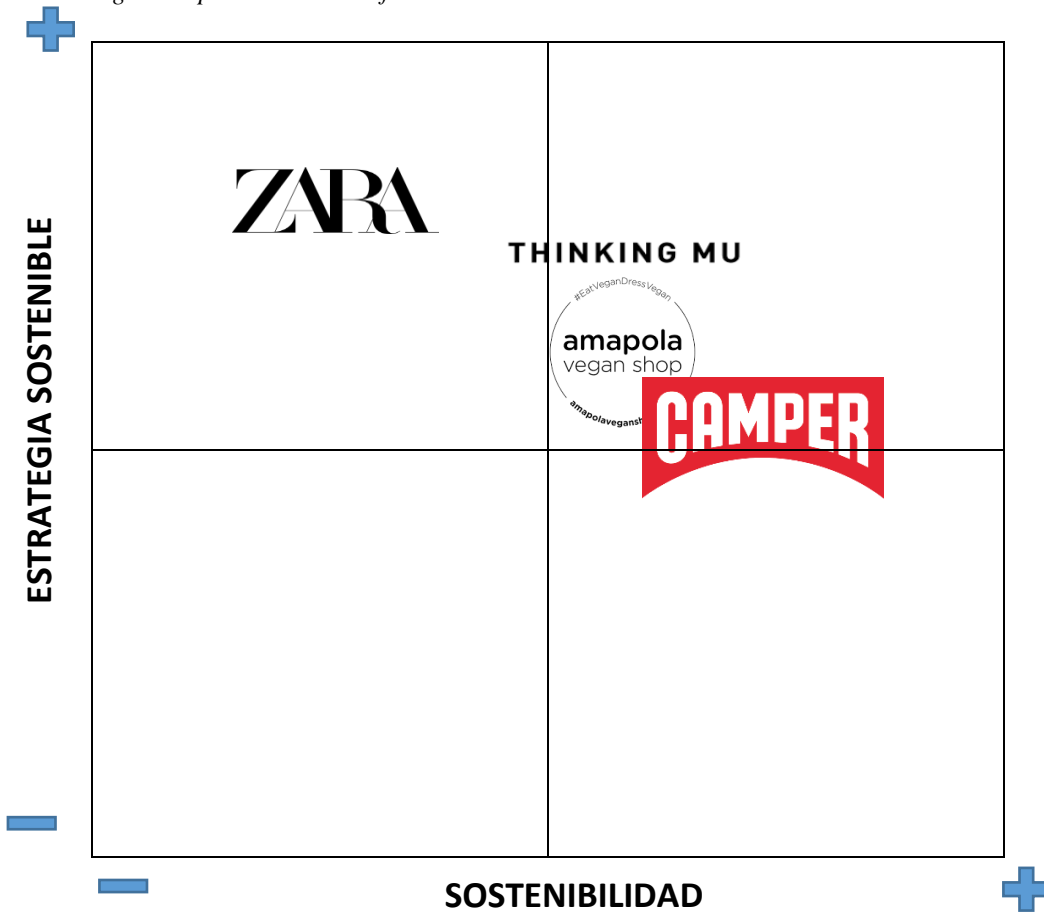 ZARA
THINKING MU
#EatVeganDressVegan
amapola
vegan shop
CAMPER
ESTRATEGIA SOSTENIBLE
SOSTENIBILIDAD